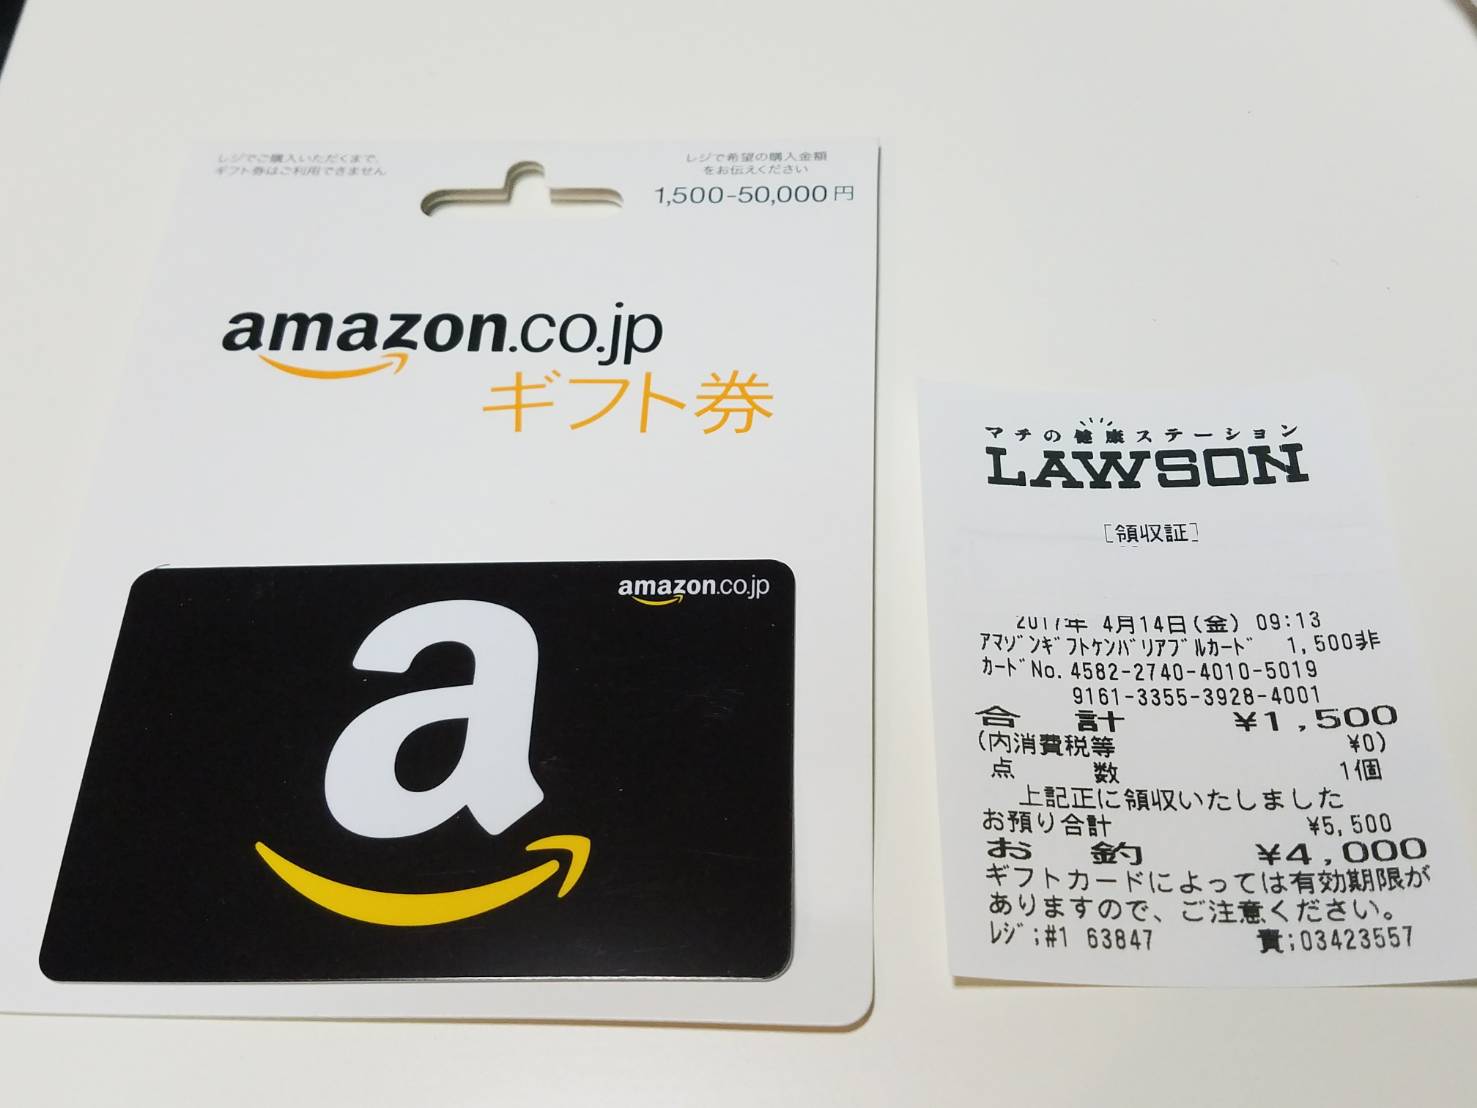 レジでご購入いただくまで、
ギフト券はご利用できません
レジで希望の購入金額
をお伝えください
1,500-50,000円
amazon.co.jp
ギフト券
amazon.co.jp
a
マチの健康ステーション
LAWSON
[領収証]
2017年 4月14日(金) 09:13
アマゾンギフトケンバリアブルカード 1,500非
カードNo.4582-2740-4010-5019
9161-3355-3928-4001
合 計 ¥1,500
(内消費税等 ¥0)
点 数 1個
上記正に領収いたしました
お預り合計 ¥5,500
お 釣 ¥4,000
ギフトカードによっては有効期限が
ありますので、ご注意ください。
レジ;#1 63847 責;03423557